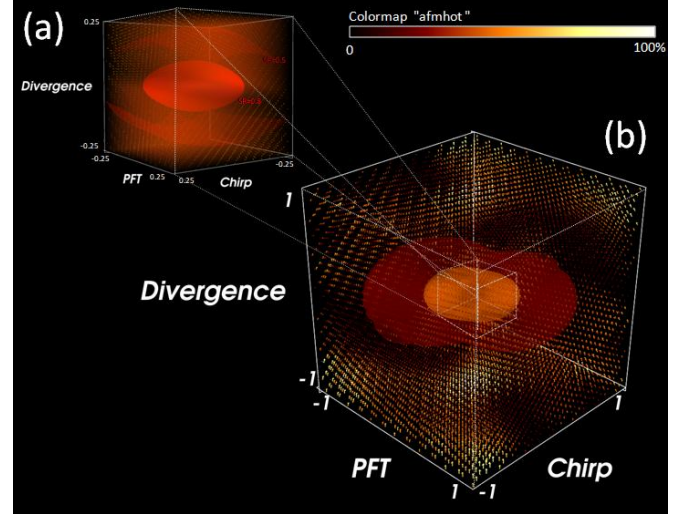 (a)
Colormap "afmhot"
0
100%
0.25
Divergence
-0.25
-0.25
PFT
0.25
0.25
Chirp
-0.25
(b)
1
Divergence
-1
-1
PFT
1
-1
Chirp
1